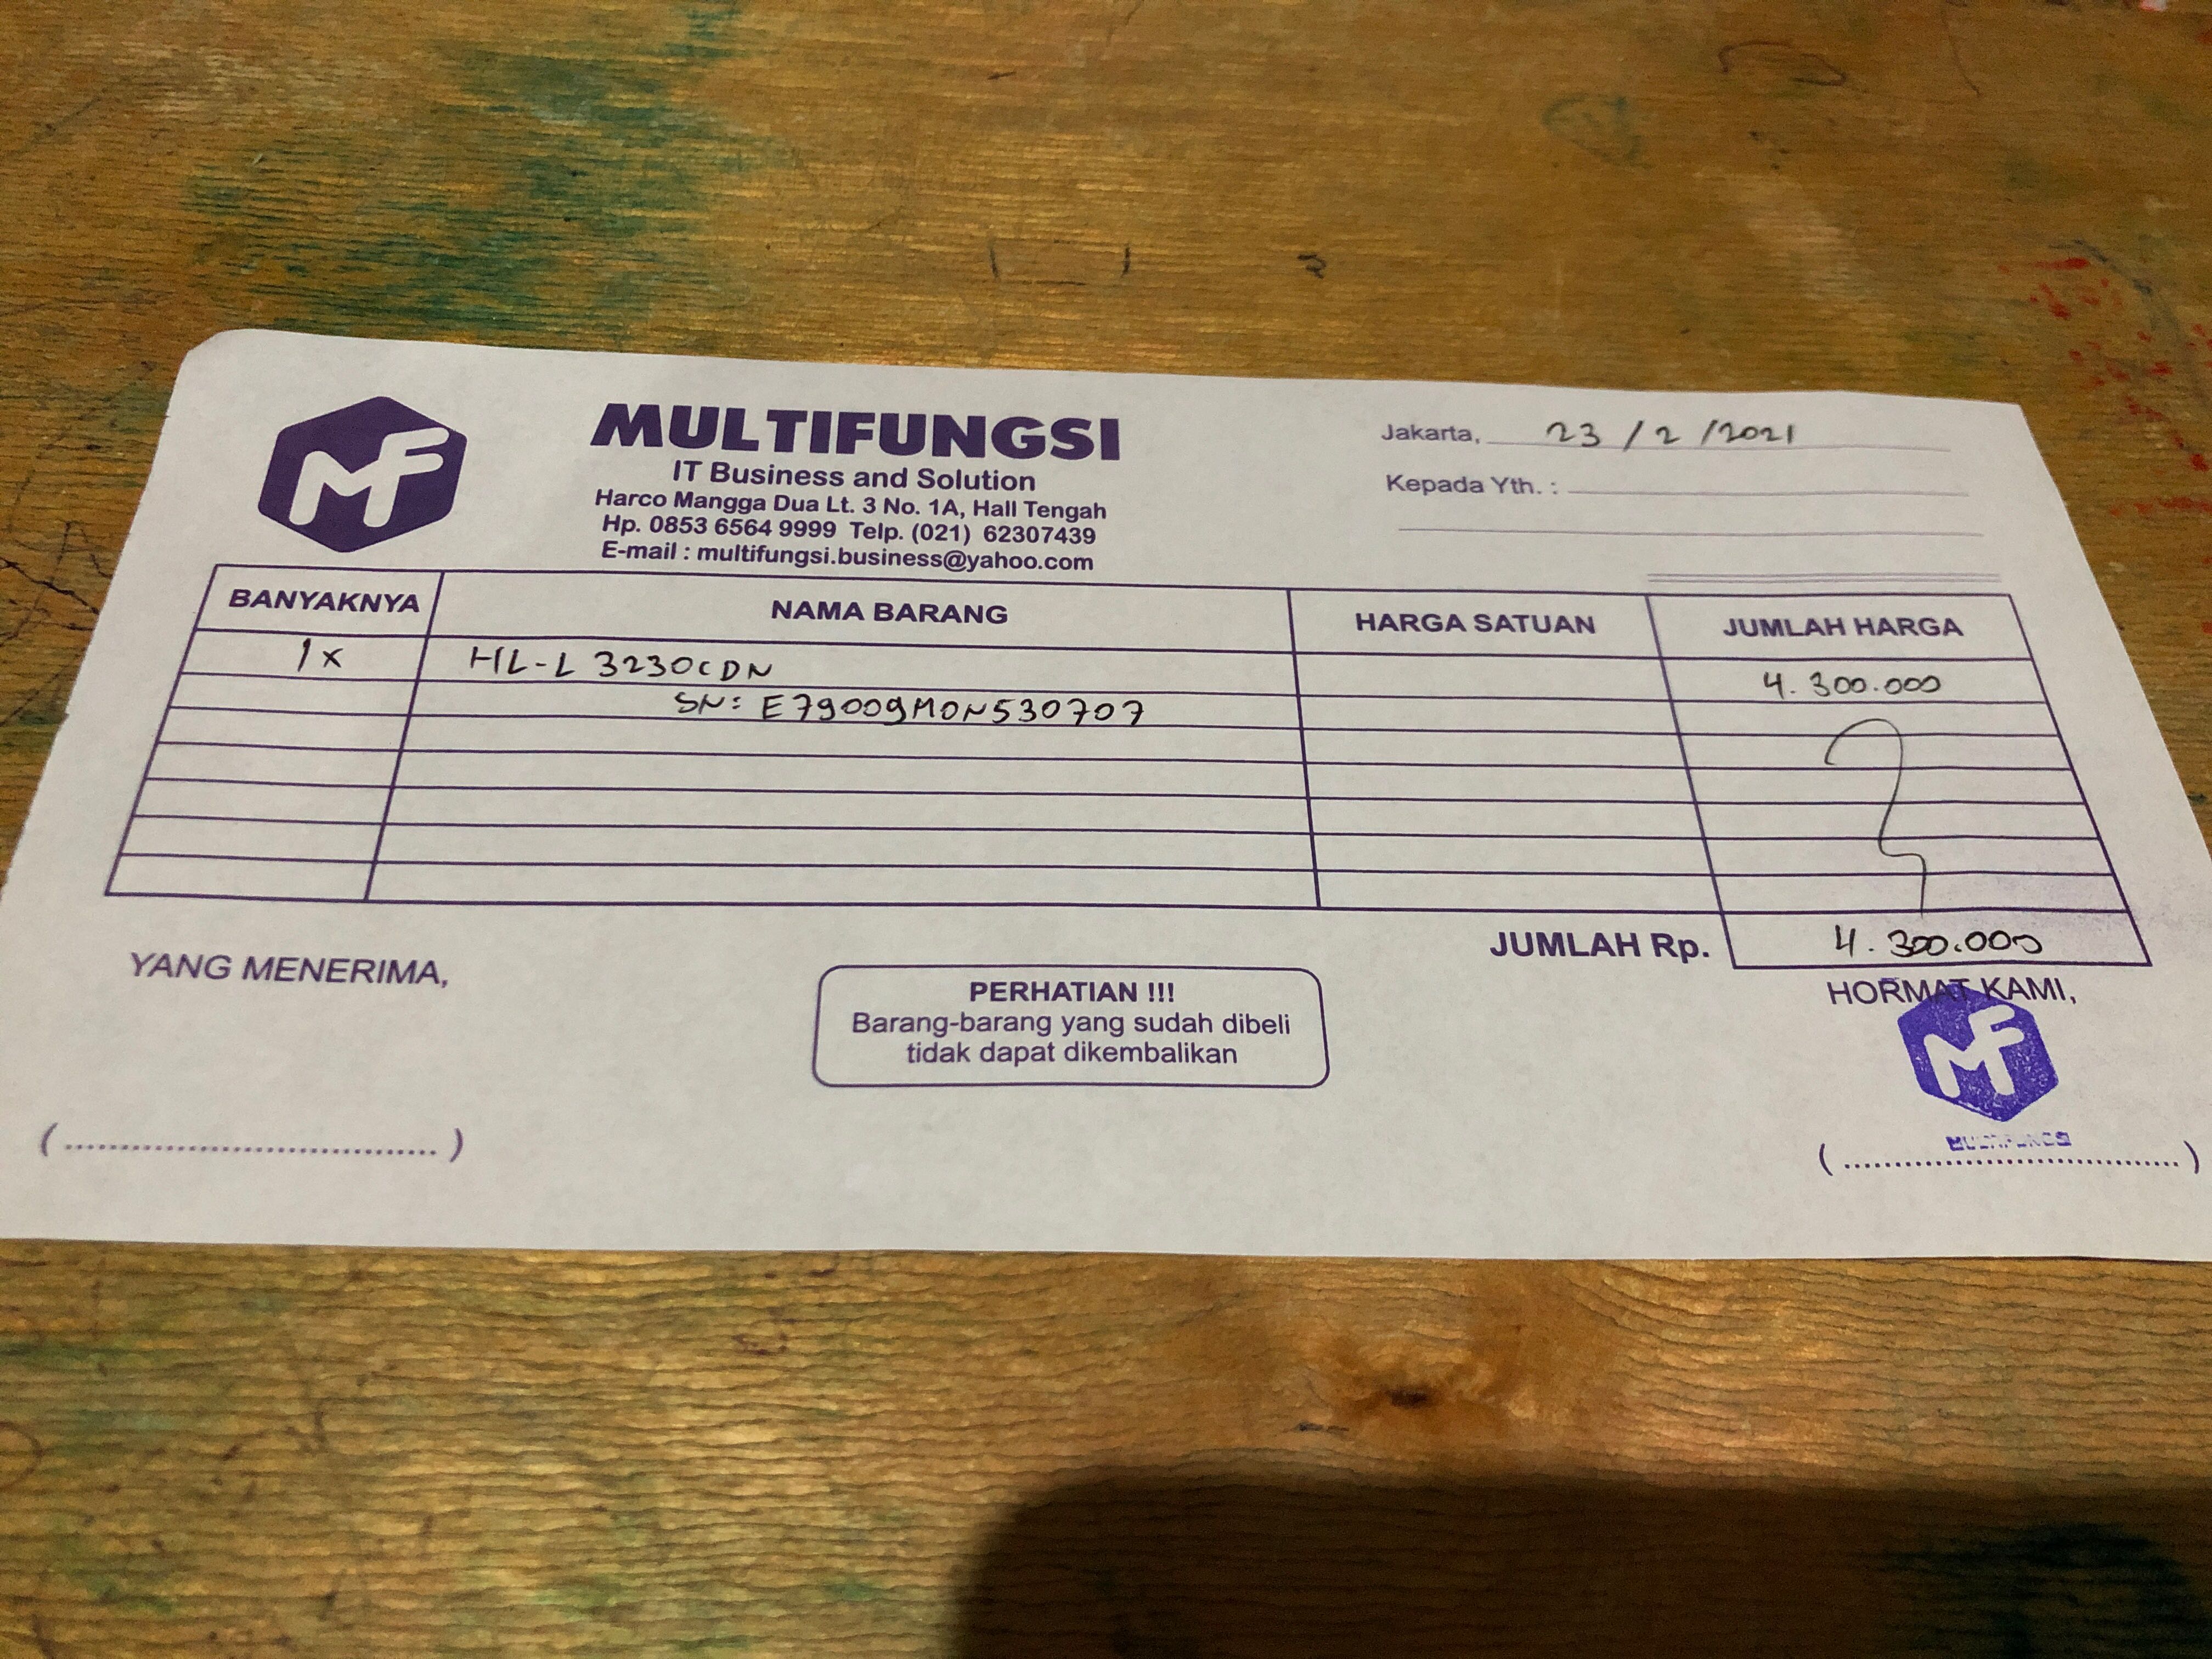 MF
MULTIFUNGSI
IT Business and Solution
Harco Mangga Dua Lt. 3 No. 1A, Hall Tengah
Hp. 0853 6564 9999 Telp. (021) 62307439
E-mail : multifungsi.business@yahoo.com
Jakarta, 23 / 2 / 2021
Kepada Yth. :
BANYAKNYA NAMA BARANG HARGA SATUAN JUMLAH HARGA
1x HL-L 3230CDN 4.300.000
SN: E79009M0N530707
JUMLAH Rp. 4.300.000
YANG MENERIMA,
PERHATIAN !!!
Barang-barang yang sudah dibeli
tidak dapat dikembalikan
HORMAT KAMI,
MF
MULTIFUNGSI
(....................................)
(....................................)